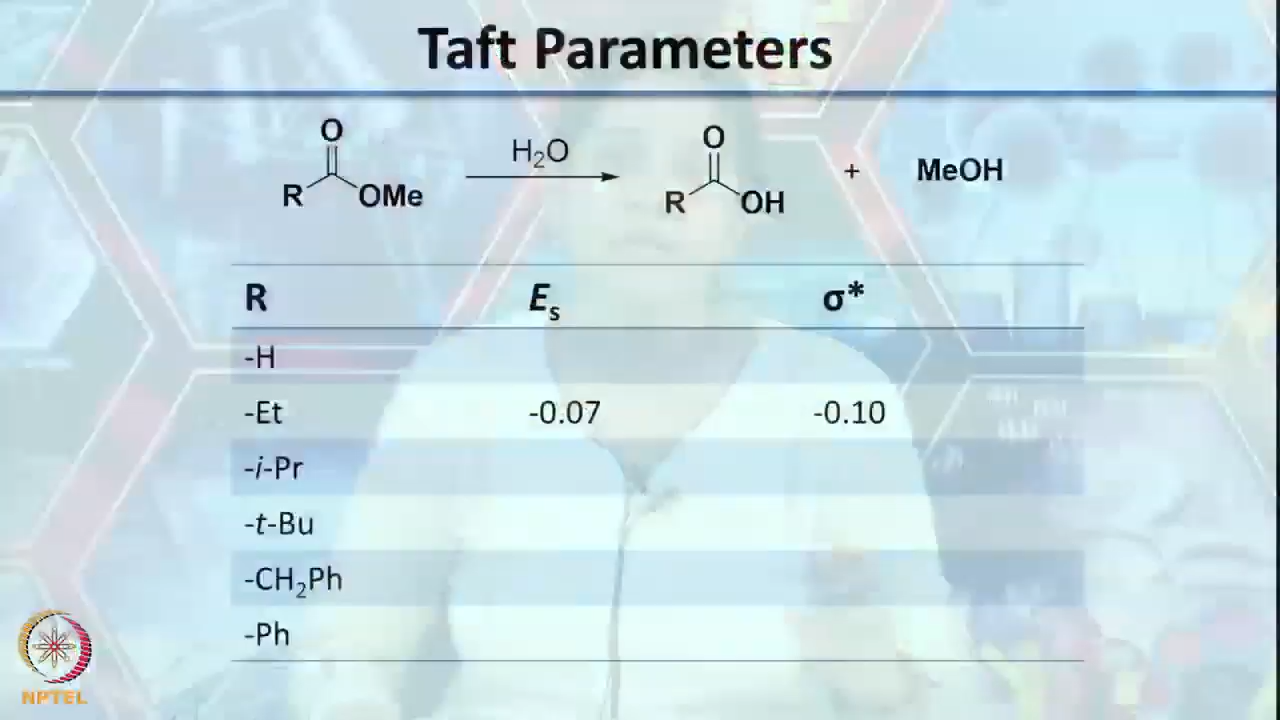 Taft Parameters
O
R OMe
H₂O
O
R OH
+ MeOH
R Eₛ σ*
-H
-Et -0.07 -0.10
-i-Pr
-t-Bu
-CH₂Ph
-Ph
NPTEL